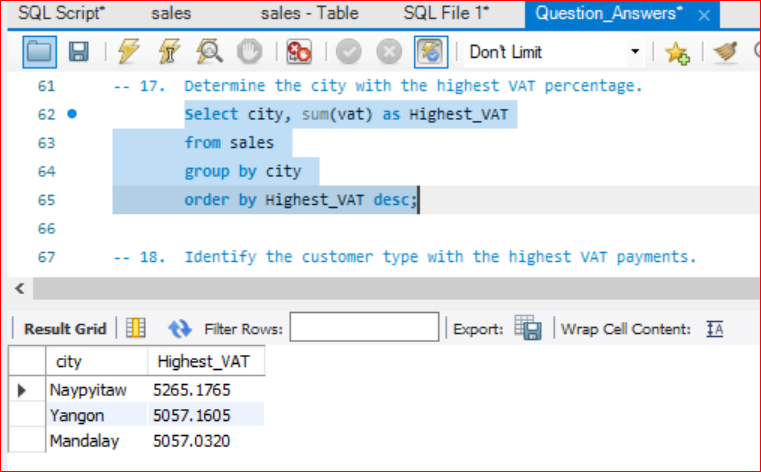 SQL Script* sales sales - Table SQL File 1* Question_Answers* ×
Don't Limit
61 -- 17. Determine the city with the highest VAT percentage.
62 Select city, sum(vat) as Highest_VAT
63 from sales
64 group by city
65 order by Highest_VAT desc;
66
67 -- 18. Identify the customer type with the highest VAT payments.
Result Grid Filter Rows: Export: Wrap Cell Content:
city Highest_VAT
Naypyitaw 5265.1765
Yangon 5057.1605
Mandalay 5057.0320